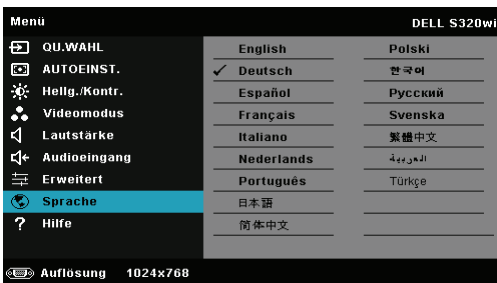 Menü DELL S320wi
QU.WAHL
AUTOEINST.
Hellg./Kontr.
Videomodus
Lautstärke
Audioeingang
Erweitert
Sprache
? Hilfe
English
✓ Deutsch
Español
Français
Italiano
Nederlands
Português
日本語
简体中文
Polski
한국어
Русский
Svenska
繁體中文
العربية
Türkçe
Auflösung 1024x768